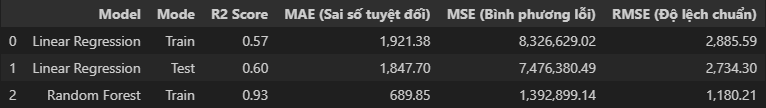 Model Mode R2 Score MAE (Sai số tuyệt đối) MSE (Bình phương lỗi) RMSE (Độ lệch chuẩn)
0 Linear Regression Train 0.57 1,921.38 8,326,629.02 2,885.59
1 Linear Regression Test 0.60 1,847.70 7,476,380.49 2,734.30
2 Random Forest Train 0.93 689.85 1,392,899.14 1,180.21